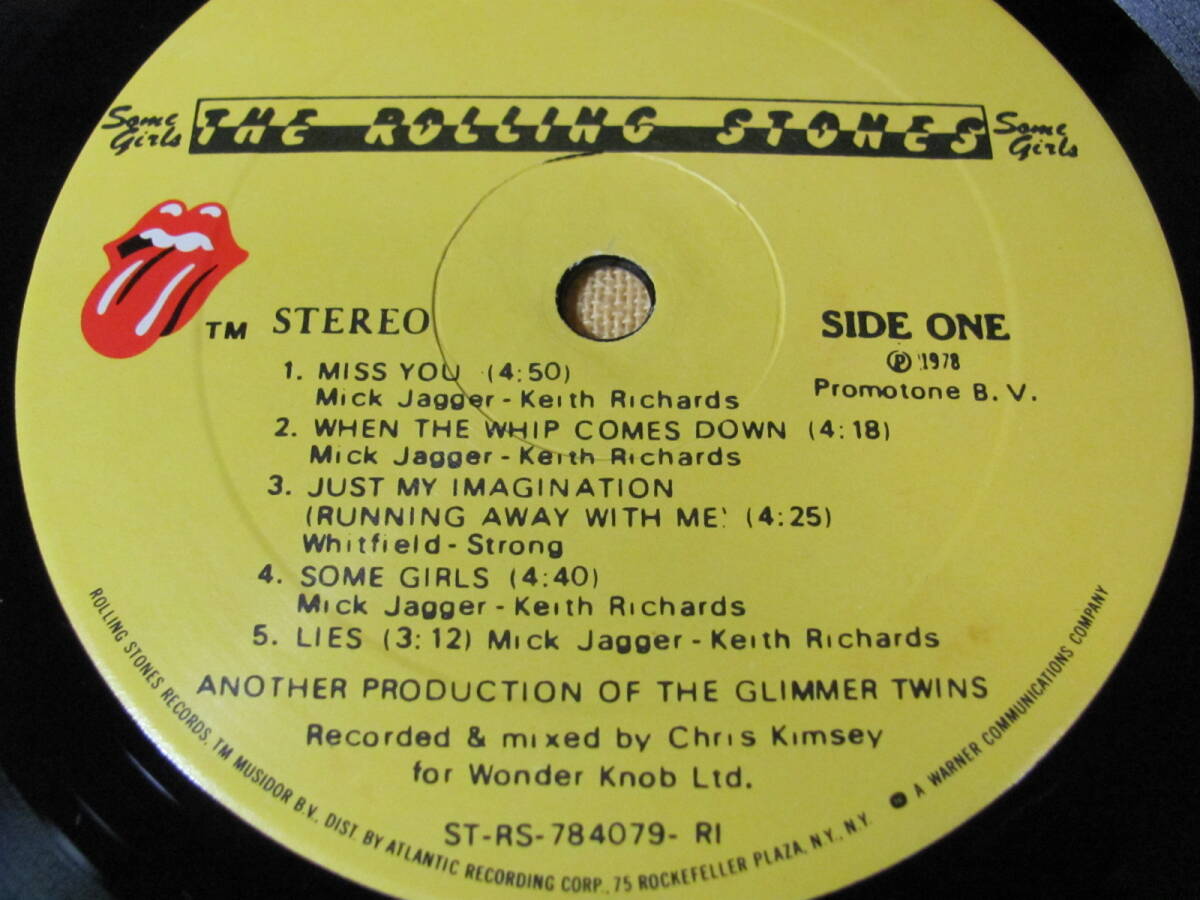 Some Girls
THE ROLLING STONES
Some Girls
TM
STEREO
SIDE ONE
℗ 1978
Promotone B.V.
1. MISS YOU (4:50)
Mick Jagger - Keith Richards
2. WHEN THE WHIP COMES DOWN (4:18)
Mick Jagger - Keith Richards
3. JUST MY IMAGINATION
(RUNNING AWAY WITH ME) (4:25)
Whitfield - Strong
4. SOME GIRLS (4:40)
Mick Jagger - Keith Richards
5. LIES (3:12) Mick Jagger - Keith Richards
ANOTHER PRODUCTION OF THE GLIMMER TWINS
Recorded & mixed by Chris Kimsey
for Wonder Knob Ltd.
ST-RS-784079- RI
ROLLING STONES RECORDS, TM MUSIDOR B.V. DIST. BY ATLANTIC RECORDING CORP., 75 ROCKEFELLER PLAZA, N.Y., N.Y. A WARNER COMMUNICATIONS COMPANY